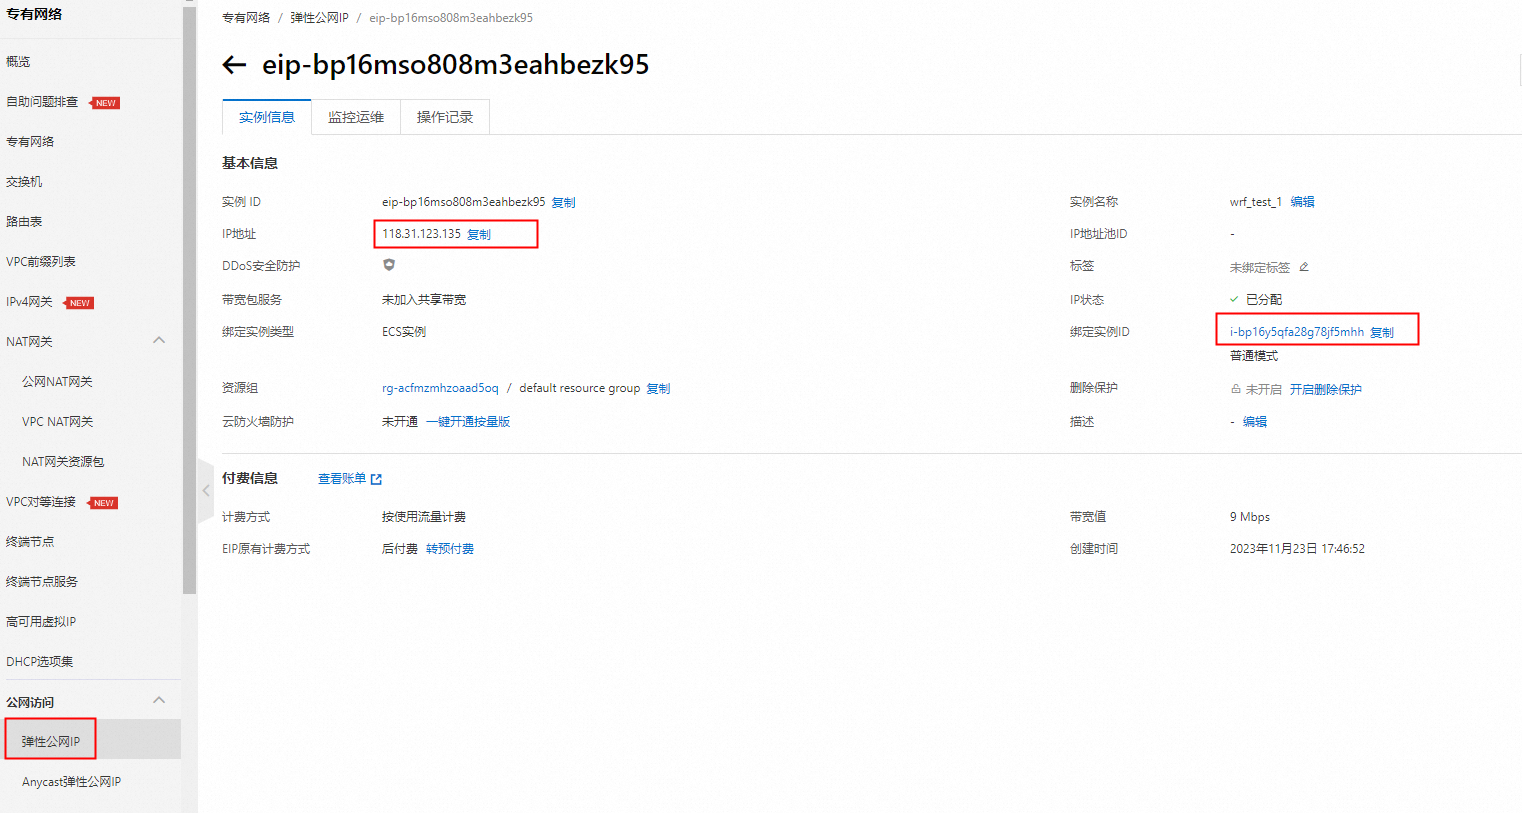 专有网络
概览
自助问题排查 NEW
专有网络
交换机
路由表
VPC前缀列表
IPv4网关 NEW
NAT网关
公网NAT网关
VPC NAT网关
NAT网关资源包
VPC对等连接 NEW
终端节点
终端节点服务
高可用虚拟IP
DHCP选项集
公网访问
弹性公网IP
Anycast弹性公网IP
专有网络 / 弹性公网IP / eip-bp16mso808m3eahbezk95
eip-bp16mso808m3eahbezk95
实例信息 监控运维 操作记录
基本信息
实例 ID eip-bp16mso808m3eahbezk95 复制 实例名称 wrf_test_1 编辑
IP地址 118.31.123.135 复制 IP地址池ID -
DDoS安全防护 标签 未绑定标签
带宽包服务 未加入共享带宽 IP状态 已分配
绑定实例类型 ECS实例 绑定实例ID i-bp16y5qfa28g78jf5mhh 复制
普通模式
资源组 rg-acfmzmhzoaad5oq / default resource group 复制 删除保护 未开启 开启删除保护
云防火墙防护 未开通 一键开通按量版 描述 - 编辑
付费信息 查看账单
计费方式 按使用流量计费 带宽值 9 Mbps
EIP原有计费方式 后付费 转预付费 创建时间 2023年11月23日 17:46:52